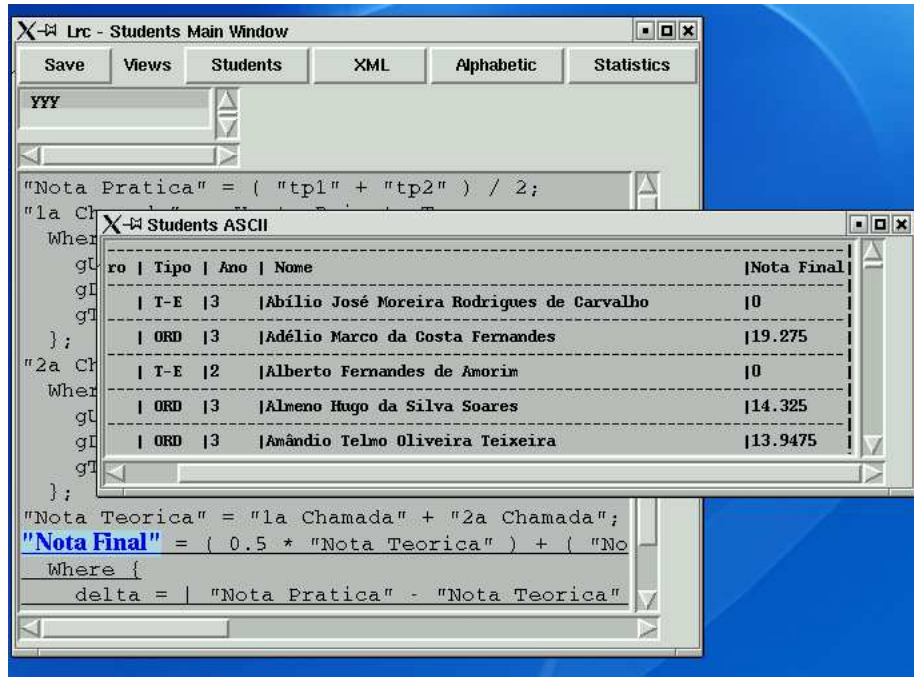 Lrc - Students Main Window
Save Views Students XML Alphabetic Statistics
YYY
"Nota Pratica" = ( "tp1" + "tp2" ) / 2;
"1a Ch
Wher
gU
gD
gT
};
"2a Ch
Wher
gU
gD
gT
};
"Nota Teorica" = "1a Chamada" + "2a Chamada";
"Nota Final" = ( 0.5 * "Nota Teorica" ) + ( "No
Where {
delta = | "Nota Pratica" - "Nota Teorica"
Students ASCII
ro | Tipo | Ano | Nome |Nota Final|
| T-E |3 |Abílio José Moreira Rodrigues de Carvalho |0 |
| ORD |3 |Adélio Marco da Costa Fernandes |19.275 |
| T-E |2 |Alberto Fernandes de Amorim |0 |
| ORD |3 |Almeno Hugo da Silva Soares |14.325 |
| ORD |3 |Amândio Telmo Oliveira Teixeira |13.9475 |